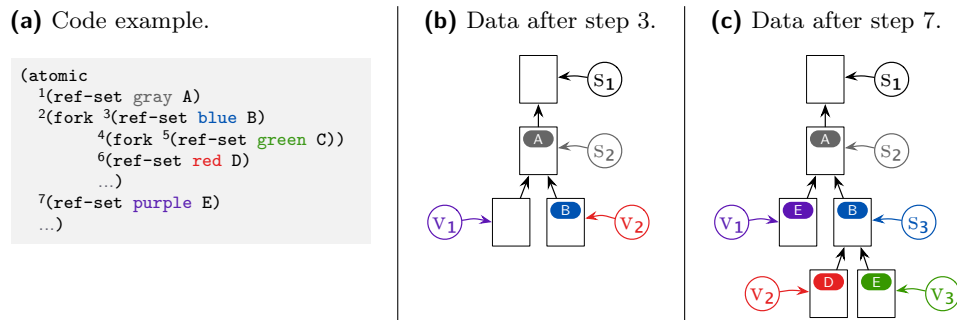 (a) Code example.
(atomic
1(ref-set gray A)
2(fork 3(ref-set blue B)
4(fork 5(ref-set green C))
6(ref-set red D)
...)
7(ref-set purple E)
...)
(b) Data after step 3.
S1
A
S2
V1
B
V2
(c) Data after step 7.
S1
A
S2
V1
E
B
S3
V2
D
E
V3